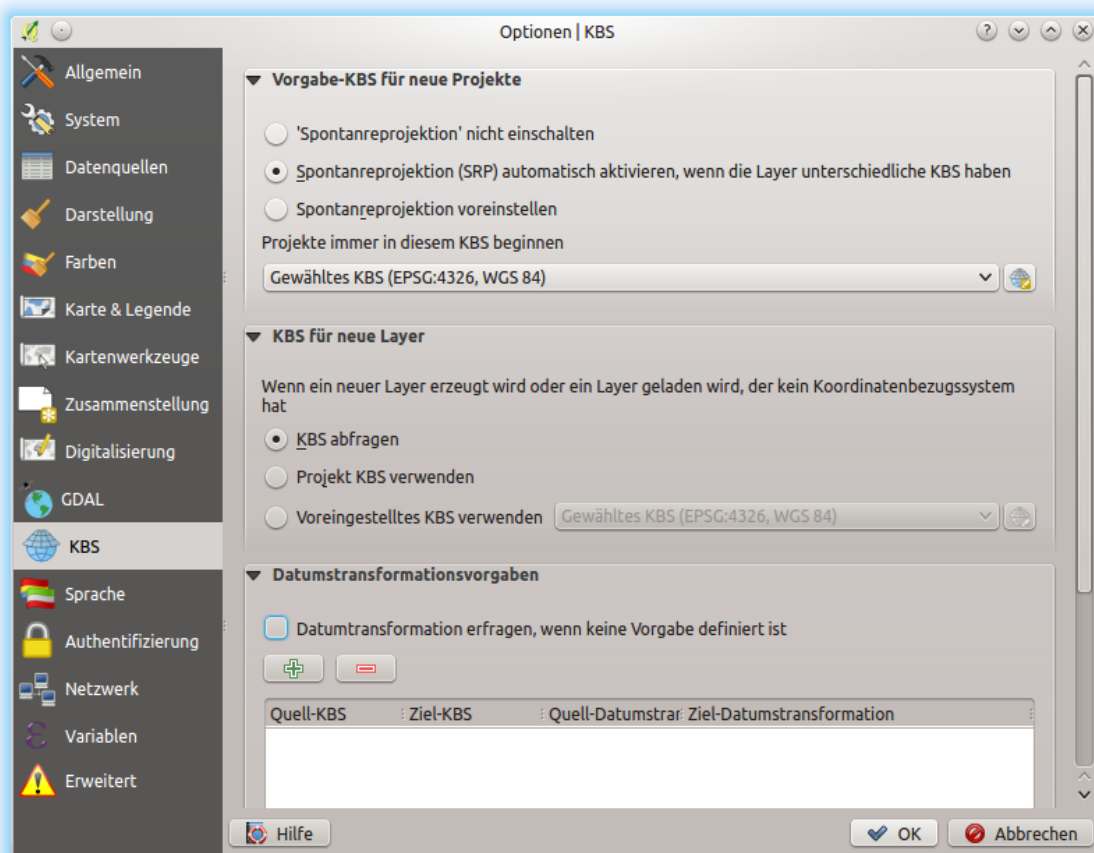 Optionen | KBS
Allgemein
System
Datenquellen
Darstellung
Farben
Karte & Legende
Kartenwerkzeuge
Zusammenstellung
Digitalisierung
GDAL
KBS
Sprache
Authentifizierung
Netzwerk
Variablen
Erweitert
Vorgabe-KBS für neue Projekte
'Spontanreprojektion' nicht einschalten
Spontanreprojektion (SRP) automatisch aktivieren, wenn die Layer unterschiedliche KBS haben
Spontanreprojektion voreinstellen
Projekte immer in diesem KBS beginnen
Gewähltes KBS (EPSG:4326, WGS 84)
KBS für neue Layer
Wenn ein neuer Layer erzeugt wird oder ein Layer geladen wird, der kein Koordinatenbezugssystem
hat
KBS abfragen
Projekt KBS verwenden
Voreingestelltes KBS verwenden Gewähltes KBS (EPSG:4326, WGS 84)
Datumstransformationsvorgaben
Datumtransformation erfragen, wenn keine Vorgabe definiert ist
Quell-KBS Ziel-KBS Quell-Datumstrar Ziel-Datumstransformation
Hilfe OK Abbrechen